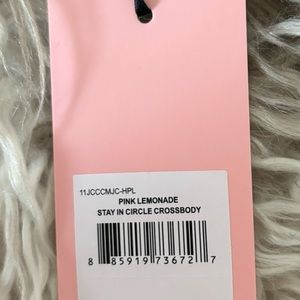 11JCCCMJC-HPL
PINK LEMONADE
STAY IN CIRCLE CROSSBODY
8 85919 73672 7